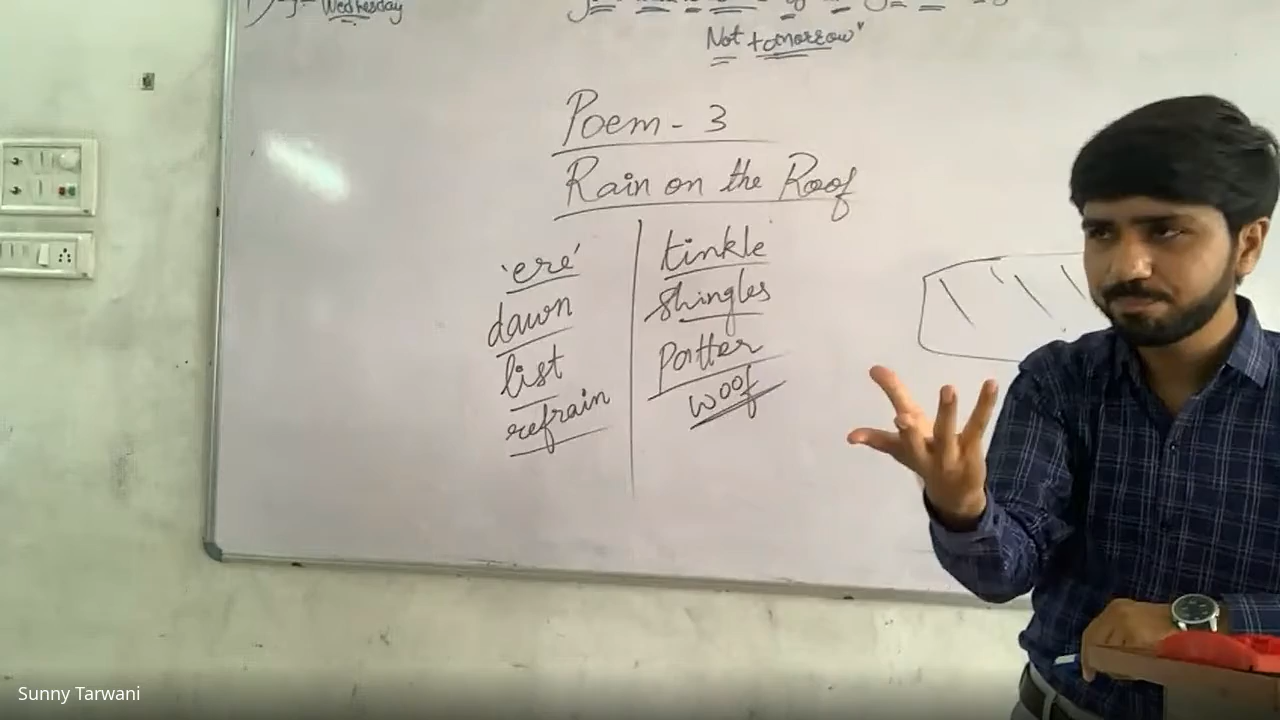 Wednesday
Not tomorrow"
Poem - 3
Rain on the Roof
'ere'
dawn
list
refrain
tinkle
Shingles
Patter
woof
Sunny Tarwani